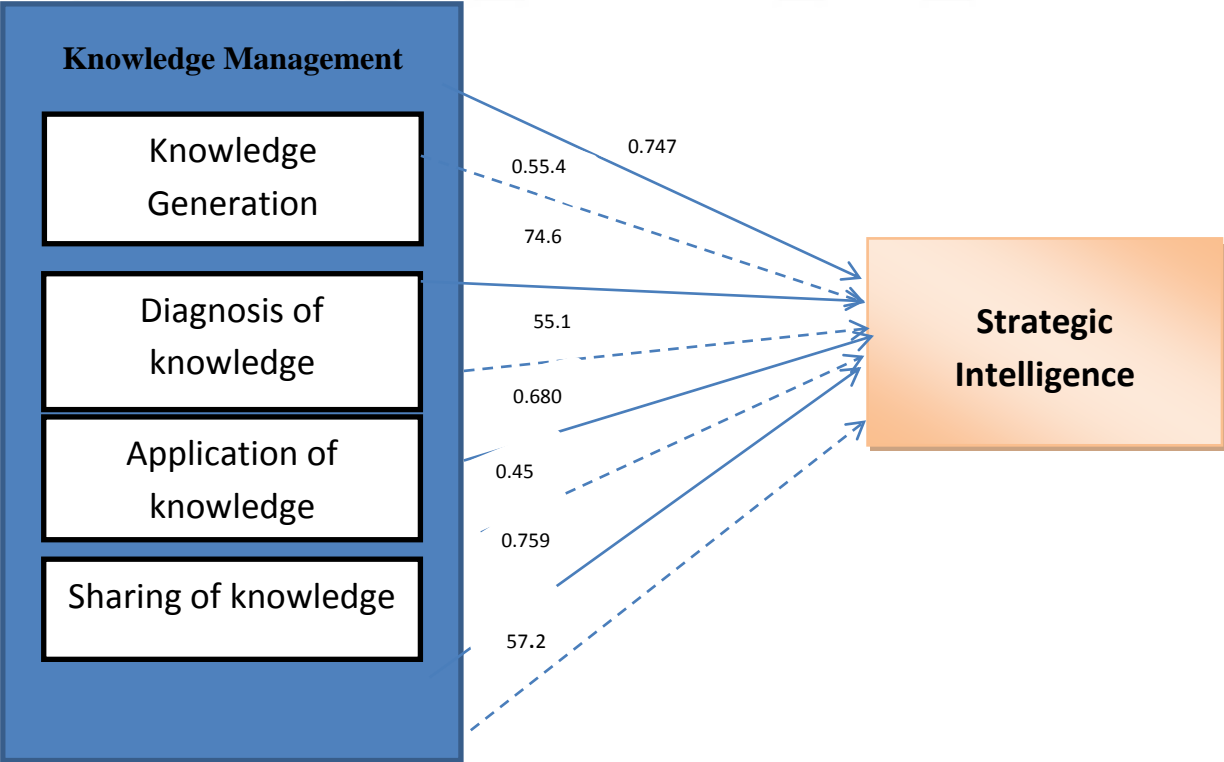 Knowledge Management
Knowledge
Generation
Diagnosis of
knowledge
Application of
knowledge
Sharing of knowledge
0.747
0.55.4
74.6
55.1
0.680
0.45
0.759
57.2
Strategic
Intelligence